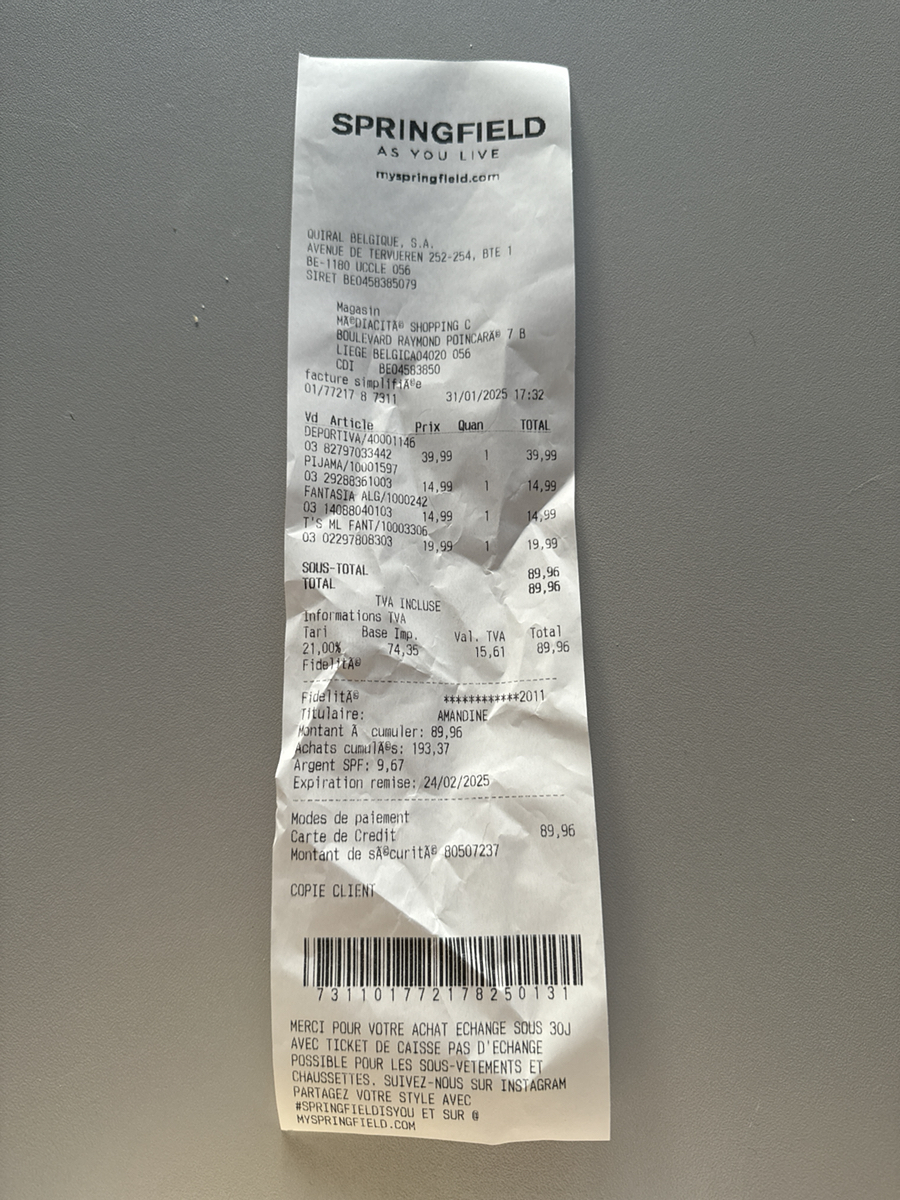 SPRINGFIELD
AS YOU LIVE
myspringfield.com
QUIRAL BELGIQUE, S.A.
AVENUE DE TERVUEREN 252-254, BTE 1
BE-1180 UCCLE 056
SIRET BE0458385079
Magasin
MÃ©DIACITÃ© SHOPPING C
BOULEVARD RAYMOND POINCARÃ© 7 B
LIEGE BELGICA04020 056
CDI BE04583850
facture simplifiÃ©e
01/77217 8 7311 31/01/2025 17:32
Vd Article Prix Quan TOTAL
DEPORTIVA/40001146
03 82797033442 39,99 1 39,99
PIJAMA/10001597
03 29288361003 14,99 1 14,99
FANTASIA ALG/1000242
03 14088040103 14,99 1 14,99
T'S ML FANT/10003306
03 02297808303 19,99 1 19,99
SOUS-TOTAL 89,96
TOTAL 89,96
TVA INCLUSE
Informations TVA
Tari Base Imp. Val. TVA Total
21,00% 74,35 15,61 89,96
FidelitÃ©
FidelitÃ© ************2011
Titulaire: AMANDINE
Montant Ã  cumuler: 89,96
Achats cumulÃ©s: 193,37
Argent SPF: 9,67
Expiration remise: 24/02/2025
Modes de paiement
Carte de Credit 89,96
Montant de sÃ©curitÃ© 80507237
COPIE CLIENT
7311017721782501​31
MERCI POUR VOTRE ACHAT ECHANGE SOUS 30J
AVEC TICKET DE CAISSE PAS D'ECHANGE
POSSIBLE POUR LES SOUS-VETEMENTS ET
CHAUSSETTES. SUIVEZ-NOUS SUR INSTAGRAM
PARTAGEZ VOTRE STYLE AVEC
#SPRINGFIELDISYOU ET SUR @
MYSPRINGFIELD.COM